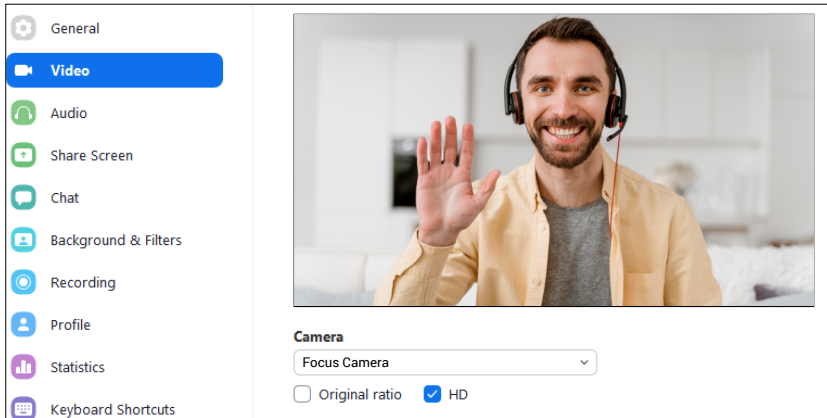 General
Video
Audio
Share Screen
Chat
Background & Filters
Recording
Profile
Statistics
Keyboard Shortcuts
Camera
Focus Camera
Original ratio HD